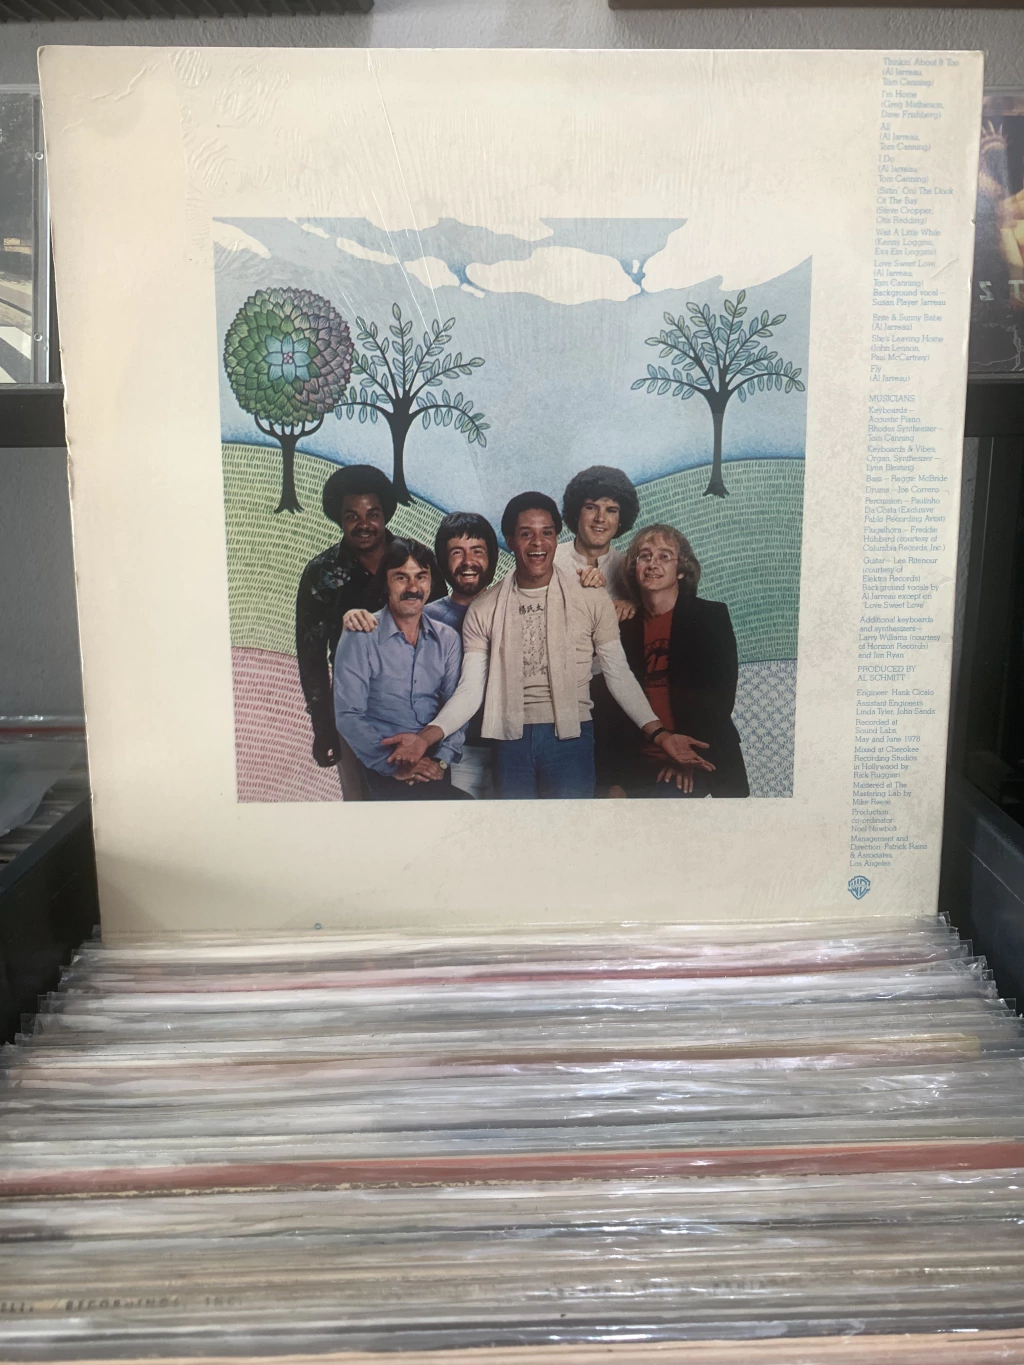 Thinkin' About It Too
(Al Jarreau,
Tom Canning)
I'm Home
(Greg Mathieson,
Dave Frishberg)
All
(Al Jarreau,
Tom Canning)
I Do
(Al Jarreau,
Tom Canning)
(Sittin' On) The Dock
Of The Bay
(Steve Cropper,
Otis Redding)
Wait A Little While
(Kenny Loggins,
Eva Ein Loggins)
Love Sweet Love
(Al Jarreau,
Tom Canning)
Background vocal –
Susan Player Jarreau
Brite & Sunny Babe
(Al Jarreau)
She's Leaving Home
(John Lennon,
Paul McCartney)
Fly
(Al Jarreau)
MUSICIANS
Keyboards –
Acoustic Piano
Rhodes Synthesizer –
Tom Canning
Keyboards & Vibes,
Organ, Synthesizer –
Lynn Blessing
Bass – Reggie McBride
Drums – Joe Correro
Percussion – Paulinho
Da'Costa (Exclusive
Pablo Recording Artist)
Flugelhorn – Freddie
Hubbard (courtesy of
Columbia Records, Inc.)
Guitar – Lee Ritenour
(courtesy of
Elektra Records)
Background vocals by
Al Jarreau except on
"Love Sweet Love"
Additional keyboards
and synthesizers –
Larry Williams (courtesy
of Horizon Records)
and Jim Ryan
PRODUCED BY
AL SCHMITT
Engineer: Hank Cicalo
Assistant Engineers
Linda Tyler, John Sands
Recorded at
Sound Labs,
May and June 1978
Mixed at Cherokee
Recording Studios
in Hollywood by
Rick Ruggieri
Mastered at The
Mastering Lab by
Mike Reese
Production
co-ordinator
Noel Newbolt
Management and
Direction: Patrick Rains
& Associates,
Los Angeles
RECORDINGS, INC.